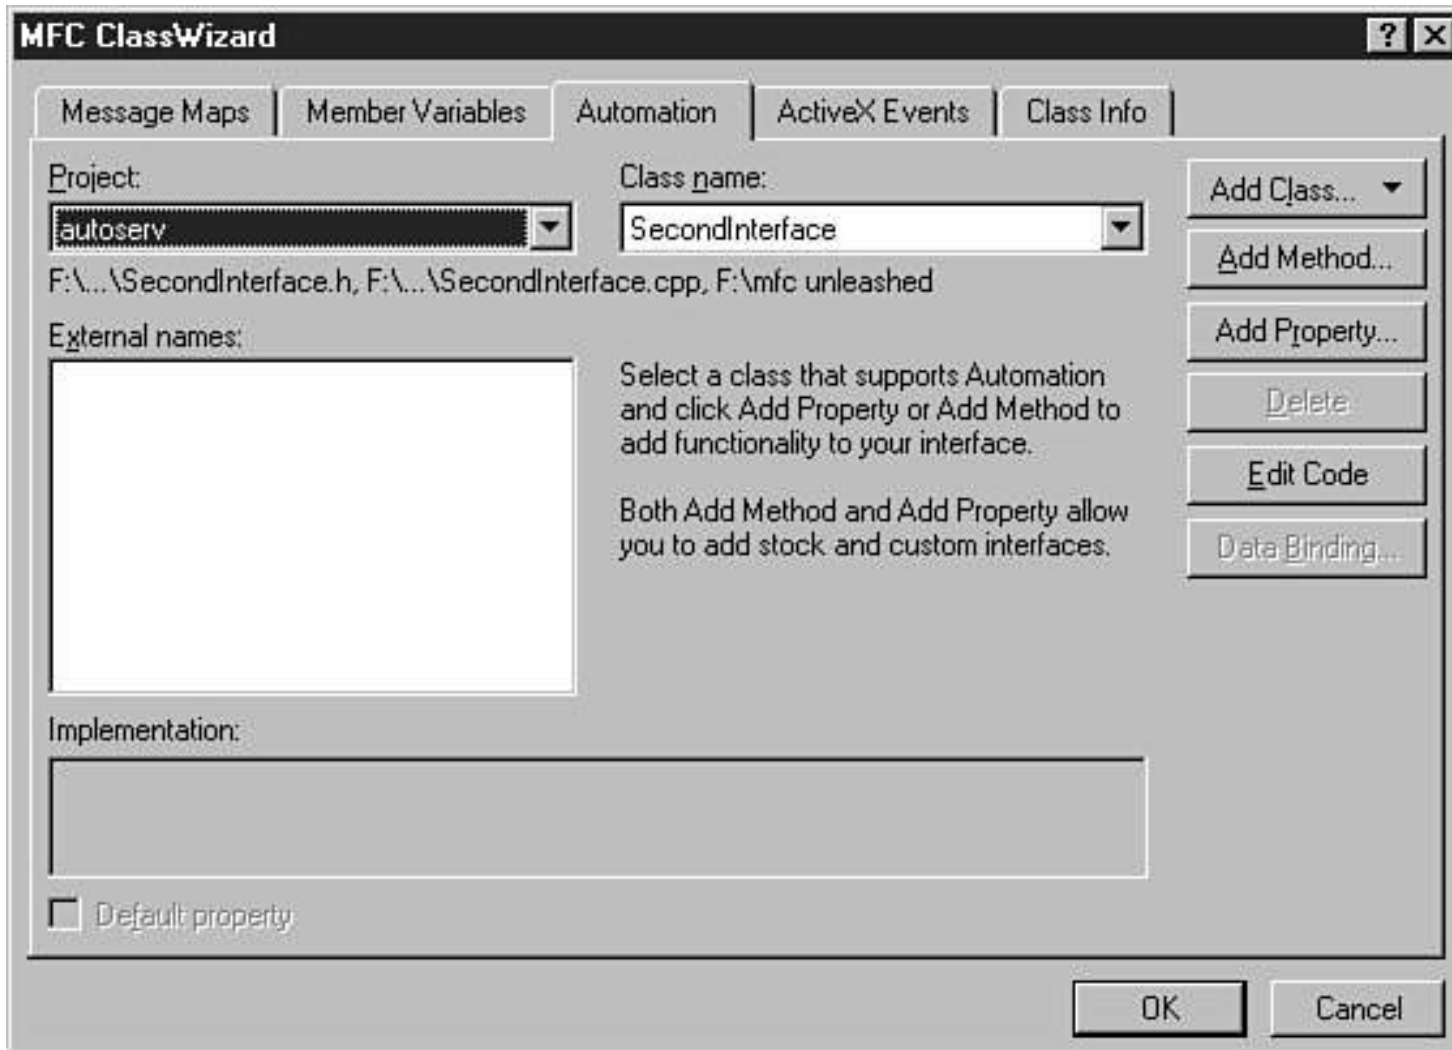 MFC ClassWizard
Message Maps Member Variables Automation ActiveX Events Class Info
Project:
autoserv
Class name:
SecondInterface
F:\...\SecondInterface.h, F:\...\SecondInterface.cpp, F:\mfc unleashed
External names:
Select a class that supports Automation
and click Add Property or Add Method to
add functionality to your interface.
Both Add Method and Add Property allow
you to add stock and custom interfaces.
Add Class...
Add Method...
Add Property...
Delete
Edit Code
Data Binding...
Implementation:
Default property
OK Cancel